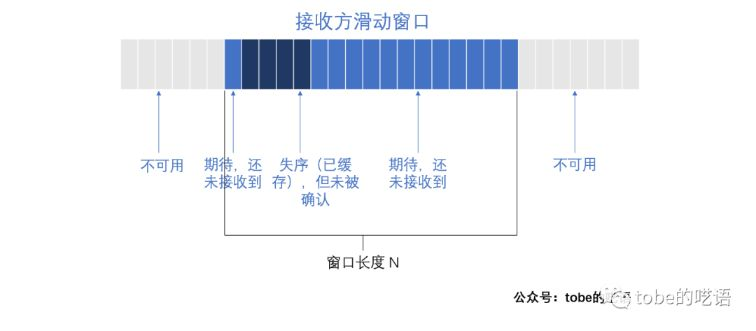 接收方滑动窗口
不可用
期待，还
未接收到
失序（已缓
存），但未被
确认
期待，还
未接收到
不可用
窗口长度 N
公众号：tobe的
tobe的呓语